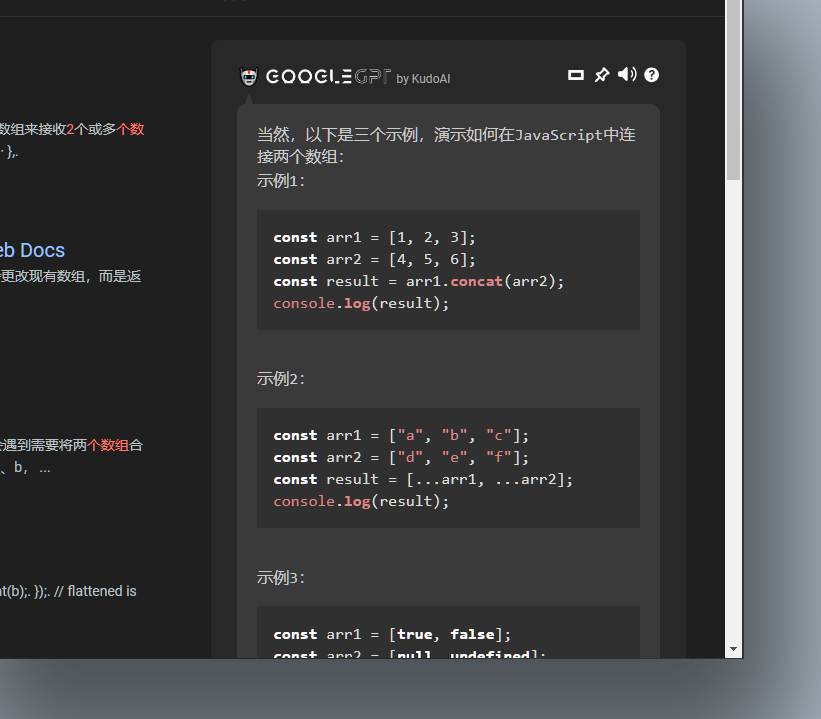 数组来接收2个或多个数
},.
eb Docs
更改现有数组，而是返
遇到需要将两个数组合
、b， ...
t(b);. });. // flattened is
GOOGLEGPT by KudoAI
当然，以下是三个示例，演示如何在JavaScript中连
接两个数组：
示例1：
const arr1 = [1, 2, 3];
const arr2 = [4, 5, 6];
const result = arr1.concat(arr2);
console.log(result);
示例2：
const arr1 = ["a", "b", "c"];
const arr2 = ["d", "e", "f"];
const result = [...arr1, ...arr2];
console.log(result);
示例3：
const arr1 = [true, false];
const arr2 = [null, undefined];